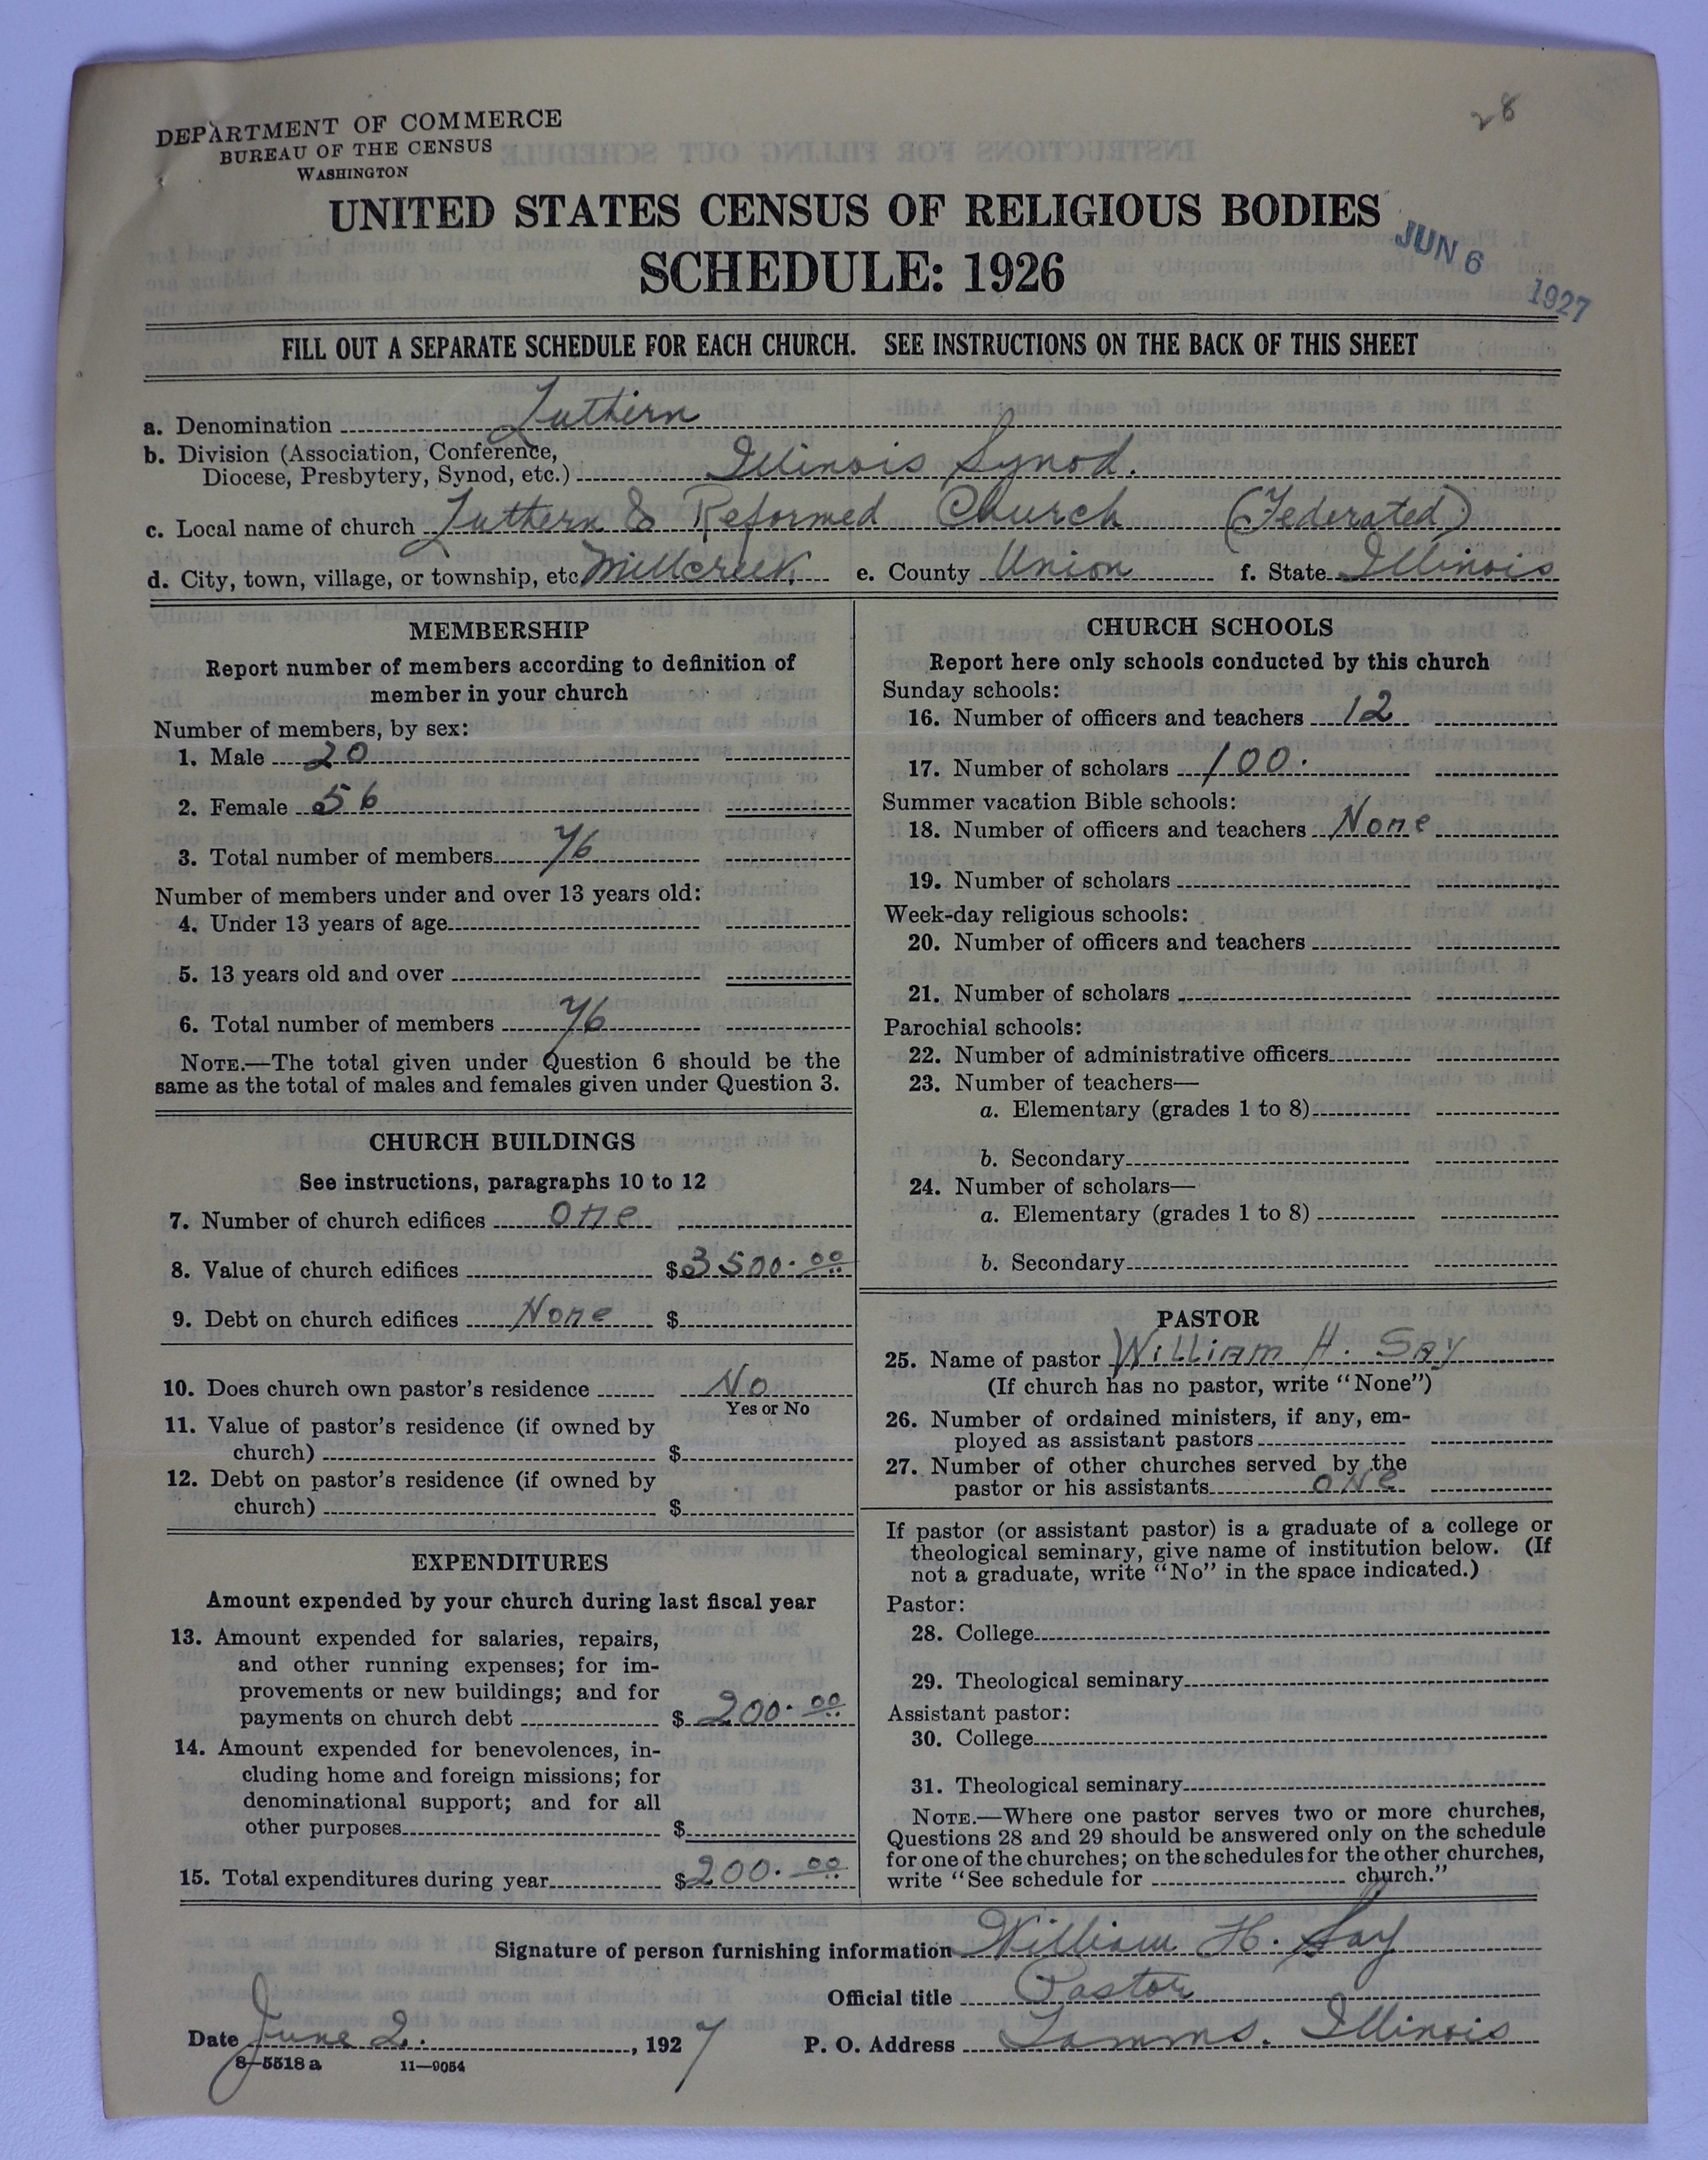 28
DEPARTMENT OF COMMERCE
BUREAU OF THE CENSUS
WASHINGTON
UNITED STATES CENSUS OF RELIGIOUS BODIES
SCHEDULE: 1926
JUN 6 1927
FILL OUT A SEPARATE SCHEDULE FOR EACH CHURCH. SEE INSTRUCTIONS ON THE BACK OF THIS SHEET
a. Denomination Luthern
b. Division (Association, Conference,
Diocese, Presbytery, Synod, etc.) Illinois Synod.
c. Local name of church Luthern & Reformed Church (Federated)
d. City, town, village, or township, etc. Millcreek e. County Union f. State Illinois
MEMBERSHIP
Report number of members according to definition of
member in your church
Number of members, by sex:
1. Male 20
2. Female 56
3. Total number of members 76
Number of members under and over 13 years old:
4. Under 13 years of age
5. 13 years old and over
6. Total number of members 76
NOTE.—The total given under Question 6 should be the
same as the total of males and females given under Question 3.
CHURCH BUILDINGS
See instructions, paragraphs 10 to 12
7. Number of church edifices One
8. Value of church edifices $3500.00
9. Debt on church edifices None $
10. Does church own pastor's residence No
Yes or No
11. Value of pastor's residence (if owned by
church) $
12. Debt on pastor's residence (if owned by
church) $
EXPENDITURES
Amount expended by your church during last fiscal year
13. Amount expended for salaries, repairs,
and other running expenses; for im-
provements or new buildings; and for
payments on church debt $ 200.00
14. Amount expended for benevolences, in-
cluding home and foreign missions; for
denominational support; and for all
other purposes $
15. Total expenditures during year $200.00
CHURCH SCHOOLS
Report here only schools conducted by this church
Sunday schools:
16. Number of officers and teachers 12
17. Number of scholars 100.
Summer vacation Bible schools:
18. Number of officers and teachers None
19. Number of scholars
Week-day religious schools:
20. Number of officers and teachers
21. Number of scholars
Parochial schools:
22. Number of administrative officers
23. Number of teachers—
a. Elementary (grades 1 to 8)
b. Secondary
24. Number of scholars—
a. Elementary (grades 1 to 8)
b. Secondary
PASTOR
25. Name of pastor William H. Say
(If church has no pastor, write "None")
26. Number of ordained ministers, if any, em-
ployed as assistant pastors
27. Number of other churches served by the
pastor or his assistants one
If pastor (or assistant pastor) is a graduate of a college or
theological seminary, give name of institution below. (If
not a graduate, write "No" in the space indicated.)
Pastor:
28. College
29. Theological seminary
Assistant pastor:
30. College
31. Theological seminary
NOTE.—Where one pastor serves two or more churches,
Questions 28 and 29 should be answered only on the schedule
for one of the churches; on the schedules for the other churches,
write "See schedule for church."
Signature of person furnishing information William H. Say
Official title Pastor
Date June 2. , 1927 P. O. Address Tamms. Illinois
8—5518 a 11—9054